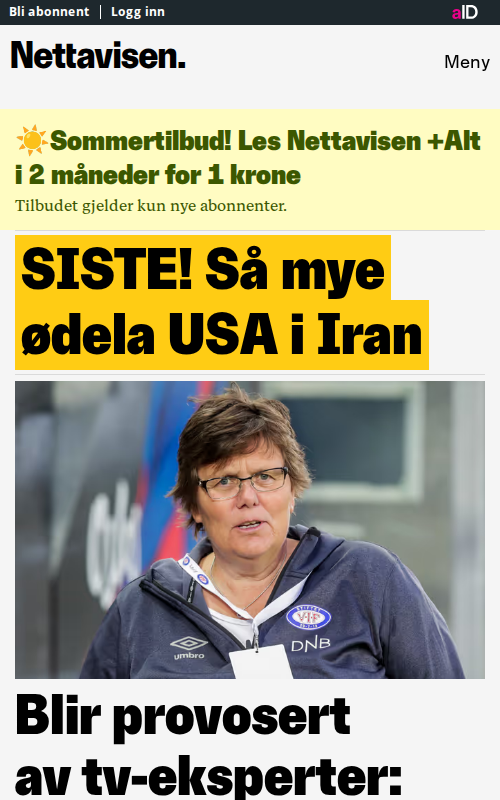 Bli abonnent | Logg inn
aID
Nettavisen.
Meny
☀️Sommertilbud! Les Nettavisen +Alt
i 2 måneder for 1 krone
Tilbudet gjelder kun nye abonnenter.
SISTE! Så mye
ødela USA i Iran
umbro
VIF
DNB
Blir provosert
av tv-eksperter: